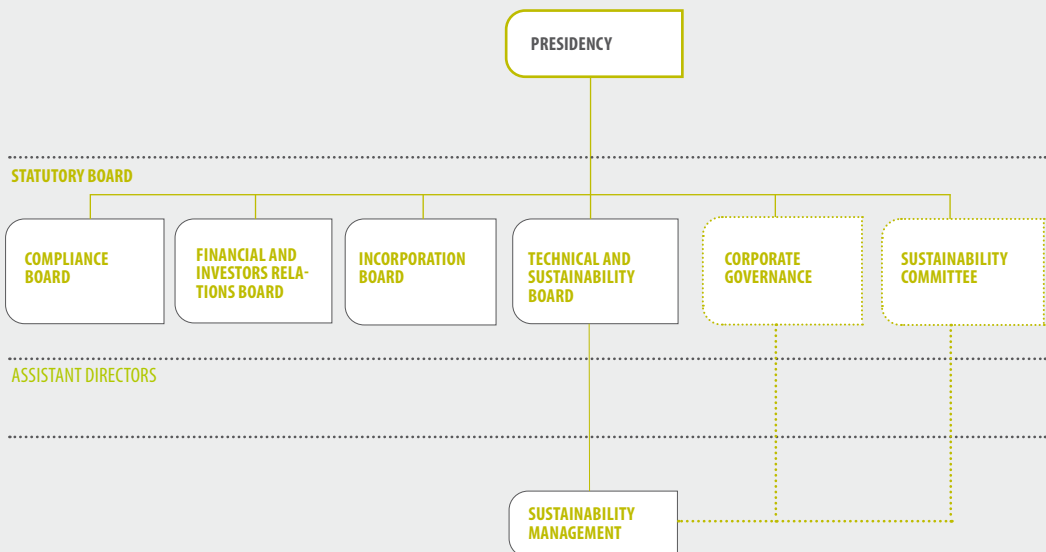 PRESIDENCY
STATUTORY BOARD
COMPLIANCE
BOARD
FINANCIAL AND
INVESTORS RELA-
TIONS BOARD
INCORPORATION
BOARD
TECHNICAL AND
SUSTAINABILITY
BOARD
CORPORATE
GOVERNANCE
SUSTAINABILITY
COMMITTEE
ASSISTANT DIRECTORS
SUSTAINABILITY
MANAGEMENT